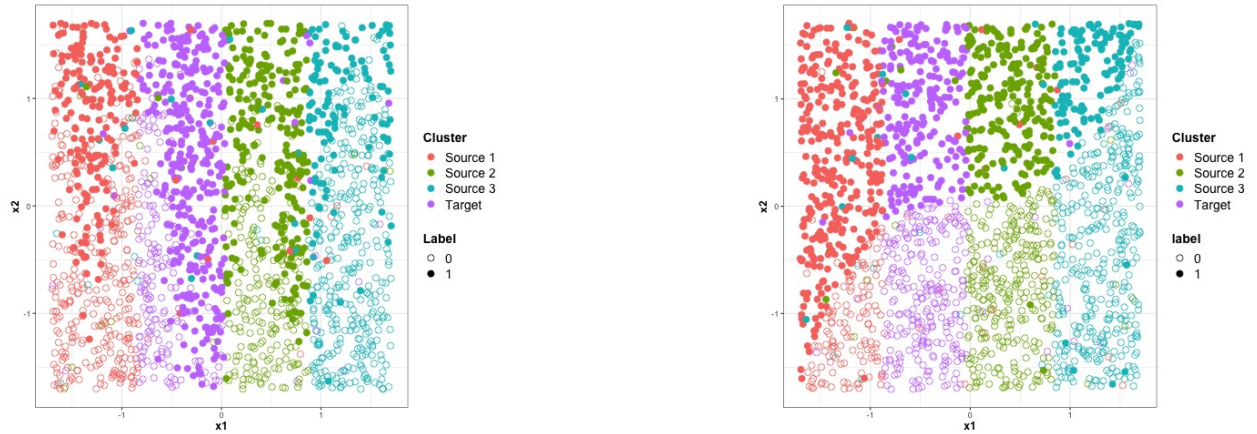 1
0
-1
x2
-1
0
1
x1
Cluster
Source 1
Source 2
Source 3
Target
Label
0
1
1
0
-1
x2
-1
0
1
x1
Cluster
Source 1
Source 2
Source 3
Target
label
0
1